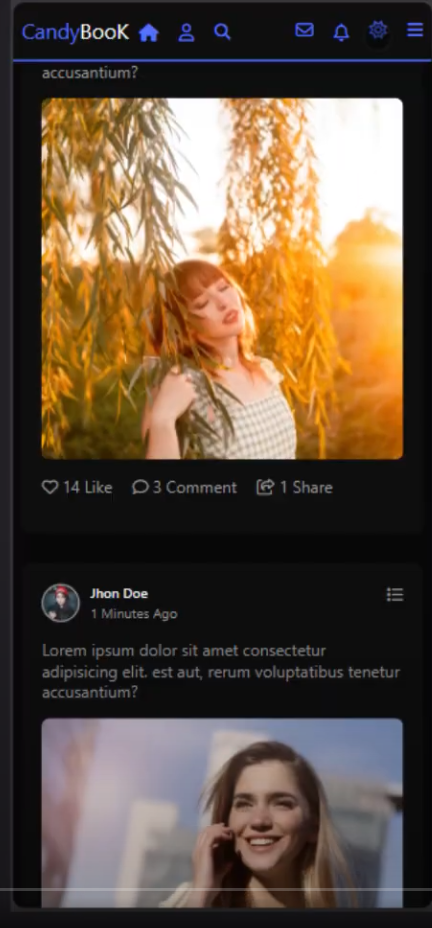 CandyBooK
accusantium?
14 Like 3 Comment 1 Share
Jhon Doe
1 Minutes Ago
Lorem ipsum dolor sit amet consectetur
adipisicing elit. est aut, rerum voluptatibus tenetur
accusantium?